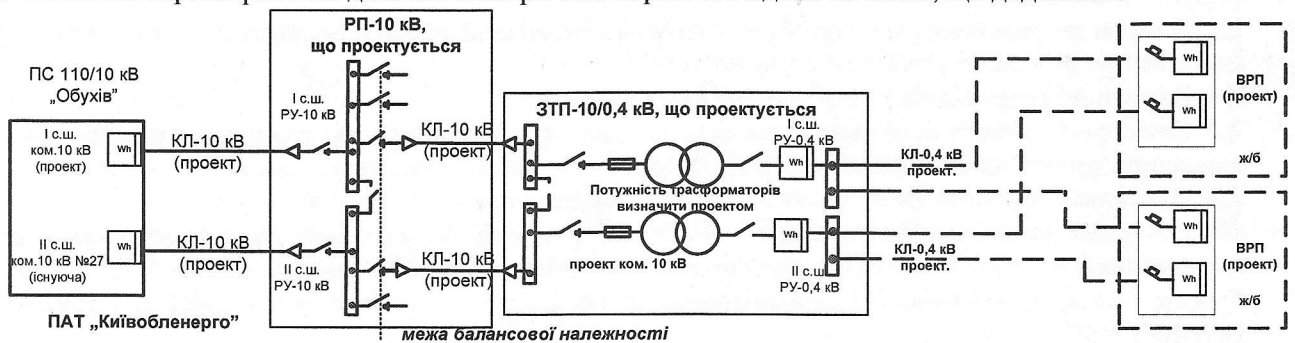 РП-10 кВ,
що проектується
ПС 110/10 кВ
„Обухів”
І с.ш.
РУ-10 кВ
І с.ш.
ком.10 кВ
(проект)
Wh
КЛ-10 кВ
(проект)
КЛ-10 кВ
(проект)
ЗТП-10/0,4 кВ, що проектується
І с.ш.
РУ-0,4 кВ
Wh
Потужність трасформаторів
визначити проектом
КЛ-0,4 кВ
проект.
Wh
Wh
ВРП
(проект)
ж/б
ІІ с.ш.
ком.10 кВ №27
(існуюча)
Wh
КЛ-10 кВ
(проект)
ІІ с.ш.
РУ-10 кВ
КЛ-10 кВ
(проект)
проект ком. 10 кВ
Wh
ІІ с.ш
РУ-0,4 кВ
КЛ-0,4 кВ
проект.
Wh
Wh
ВРП
(проект)
ж/б
ПАТ „Київобленерго”
межа балансової належності